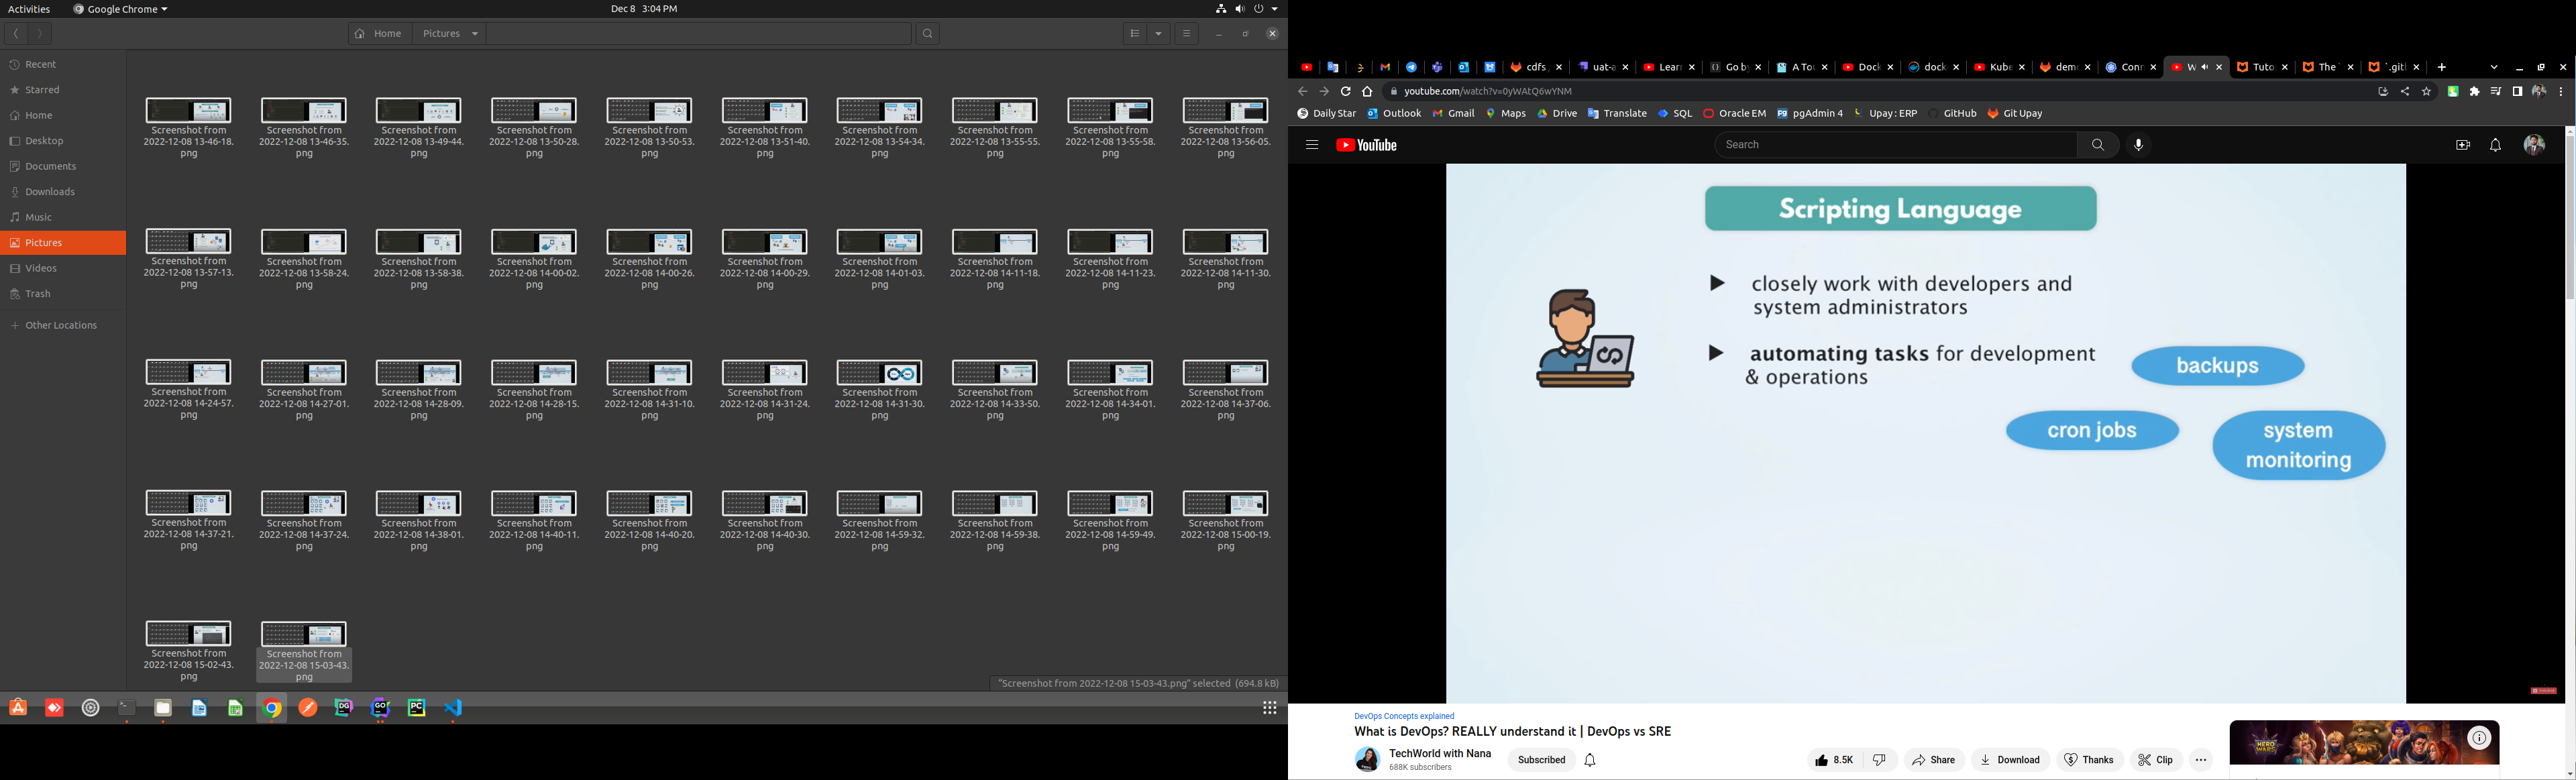 Activities
Google Chrome
Dec 8 3:04 PM
Home
Pictures
Recent
Starred
Home
Desktop
Documents
Downloads
Music
Pictures
Videos
Trash
Other Locations
Screenshot from 2022-12-08 13-46-18.png
Screenshot from 2022-12-08 13-46-35.png
Screenshot from 2022-12-08 13-49-44.png
Screenshot from 2022-12-08 13-50-28.png
Screenshot from 2022-12-08 13-50-53.png
Screenshot from 2022-12-08 13-51-40.png
Screenshot from 2022-12-08 13-54-34.png
Screenshot from 2022-12-08 13-55-55.png
Screenshot from 2022-12-08 13-55-58.png
Screenshot from 2022-12-08 13-56-05.png
Screenshot from 2022-12-08 13-57-13.png
Screenshot from 2022-12-08 13-58-24.png
Screenshot from 2022-12-08 13-58-38.png
Screenshot from 2022-12-08 14-00-02.png
Screenshot from 2022-12-08 14-00-26.png
Screenshot from 2022-12-08 14-00-29.png
Screenshot from 2022-12-08 14-01-03.png
Screenshot from 2022-12-08 14-11-18.png
Screenshot from 2022-12-08 14-11-23.png
Screenshot from 2022-12-08 14-11-30.png
Screenshot from 2022-12-08 14-24-57.png
Screenshot from 2022-12-08 14-27-01.png
Screenshot from 2022-12-08 14-28-09.png
Screenshot from 2022-12-08 14-28-15.png
Screenshot from 2022-12-08 14-31-10.png
Screenshot from 2022-12-08 14-31-24.png
Screenshot from 2022-12-08 14-31-30.png
Screenshot from 2022-12-08 14-33-50.png
Screenshot from 2022-12-08 14-34-01.png
Screenshot from 2022-12-08 14-37-06.png
Screenshot from 2022-12-08 14-37-21.png
Screenshot from 2022-12-08 14-37-24.png
Screenshot from 2022-12-08 14-38-01.png
Screenshot from 2022-12-08 14-40-11.png
Screenshot from 2022-12-08 14-40-20.png
Screenshot from 2022-12-08 14-40-30.png
Screenshot from 2022-12-08 14-59-32.png
Screenshot from 2022-12-08 14-59-38.png
Screenshot from 2022-12-08 14-59-49.png
Screenshot from 2022-12-08 15-00-19.png
Screenshot from 2022-12-08 15-02-43.png
Screenshot from 2022-12-08 15-03-43.png
"Screenshot from 2022-12-08 15-03-43.png" selected (694.8 kB)
cdfs
uat-a
Learn
Go by
A Tou
Dock
dock
Kube
dem
Conn
W
Tuto
The
`.gitl
youtube.com/watch?v=0yWAtQ6wYNM
Daily Star
Outlook
Gmail
Maps
Drive
Translate
SQL
Oracle EM
pgAdmin 4
Upay : ERP
GitHub
Git Upay
YouTube
Search
Scripting Language
closely work with developers and
system administrators
automating tasks for development
& operations
backups
cron jobs
system
monitoring
DevOps Concepts explained
What is DevOps? REALLY understand it | DevOps vs SRE
TechWorld with Nana
688K subscribers
Subscribed
8.5K
Share
Download
Thanks
Clip
HERO
WARS